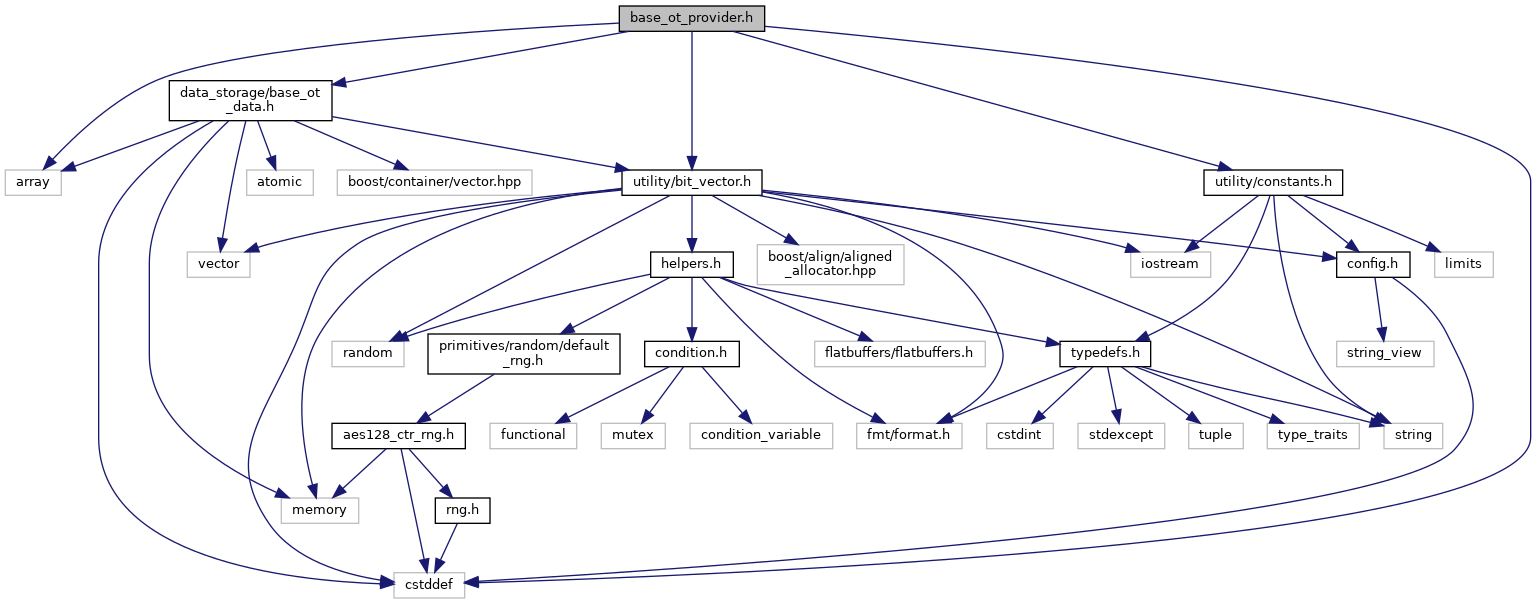 base_ot_provider.h
data_storage/base_ot
_data.h
array
atomic
boost/container/vector.hpp
utility/bit_vector.h
utility/constants.h
vector
helpers.h
boost/align/aligned
_allocator.hpp
iostream
config.h
limits
random
primitives/random/default
_rng.h
condition.h
flatbuffers/flatbuffers.h
typedefs.h
string_view
aes128_ctr_rng.h
functional
mutex
condition_variable
fmt/format.h
cstdint
stdexcept
tuple
type_traits
string
memory
rng.h
cstddef